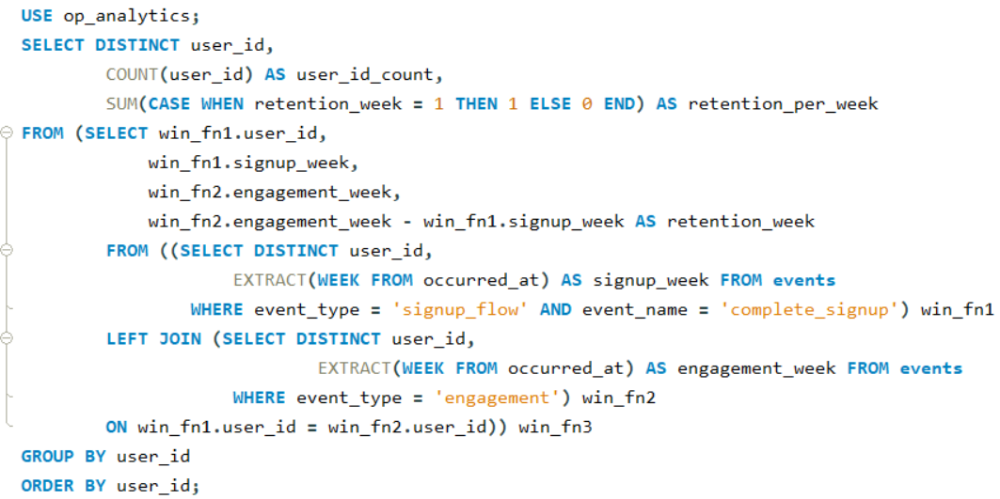 USE op_analytics;
SELECT DISTINCT user_id,
COUNT(user_id) AS user_id_count,
SUM(CASE WHEN retention_week = 1 THEN 1 ELSE 0 END) AS retention_per_week
FROM (SELECT win_fn1.user_id,
win_fn1.signup_week,
win_fn2.engagement_week,
win_fn2.engagement_week - win_fn1.signup_week AS retention_week
FROM ((SELECT DISTINCT user_id,
EXTRACT(WEEK FROM occurred_at) AS signup_week FROM events
WHERE event_type = 'signup_flow' AND event_name = 'complete_signup') win_fn1
LEFT JOIN (SELECT DISTINCT user_id,
EXTRACT(WEEK FROM occurred_at) AS engagement_week FROM events
WHERE event_type = 'engagement') win_fn2
ON win_fn1.user_id = win_fn2.user_id)) win_fn3
GROUP BY user_id
ORDER BY user_id;